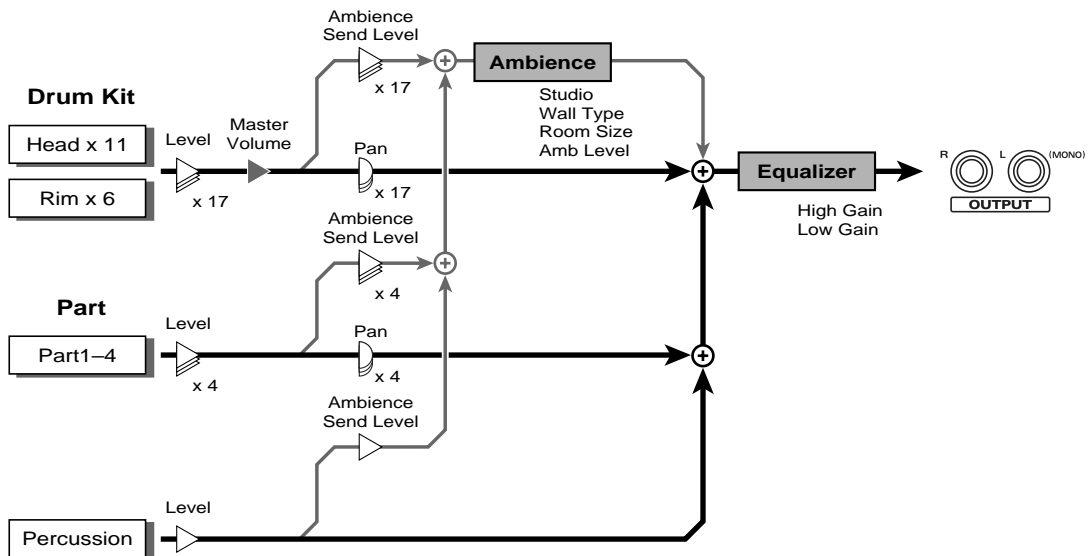 Ambience
Send Level
x 17
Ambience
Studio
Wall Type
Room Size
Amb Level
Drum Kit
Head x 11
Rim x 6
Level
x 17
Master
Volume
Pan
x 17
Equalizer
High Gain
Low Gain
R
L
(MONO)
OUTPUT
Ambience
Send Level
x 4
Part
Part1–4
Level
x 4
Pan
x 4
Ambience
Send Level
Percussion
Level